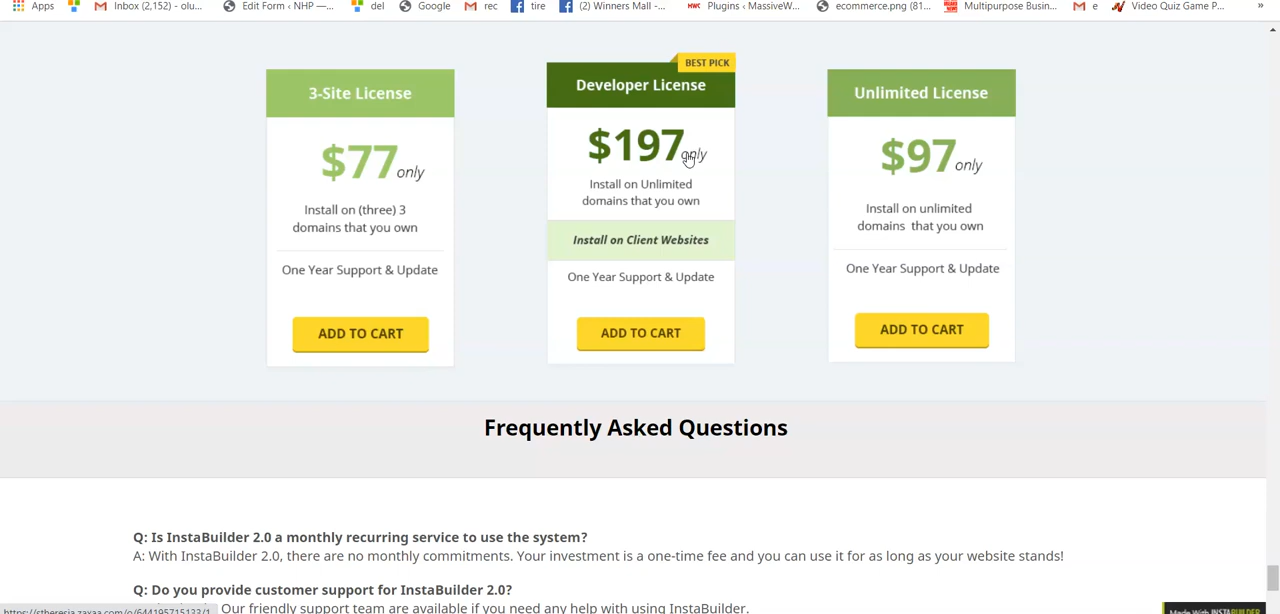 Apps
Inbox (2,152) - olu...
Edit Form ‹ NHP —...
del
Google
rec
tire
(2) Winners Mall -...
MWC Plugins ‹ MassiveW...
ecommerce.png (81...
Multipurpose Busin...
e
Video Quiz Game P...
»
3-Site License
$77 only
Install on (three) 3
domains that you own
One Year Support & Update
ADD TO CART
BEST PICK
Developer License
$197 only
Install on Unlimited
domains that you own
Install on Client Websites
One Year Support & Update
ADD TO CART
Unlimited License
$97 only
Install on unlimited
domains that you own
One Year Support & Update
ADD TO CART
Frequently Asked Questions
Q: Is InstaBuilder 2.0 a monthly recurring service to use the system?
A: With InstaBuilder 2.0, there are no monthly commitments. Your investment is a one-time fee and you can use it for as long as your website stands!
Q: Do you provide customer support for InstaBuilder 2.0?
Our friendly support team are available if you need any help with using InstaBuilder.
Made With INSTABUILDER